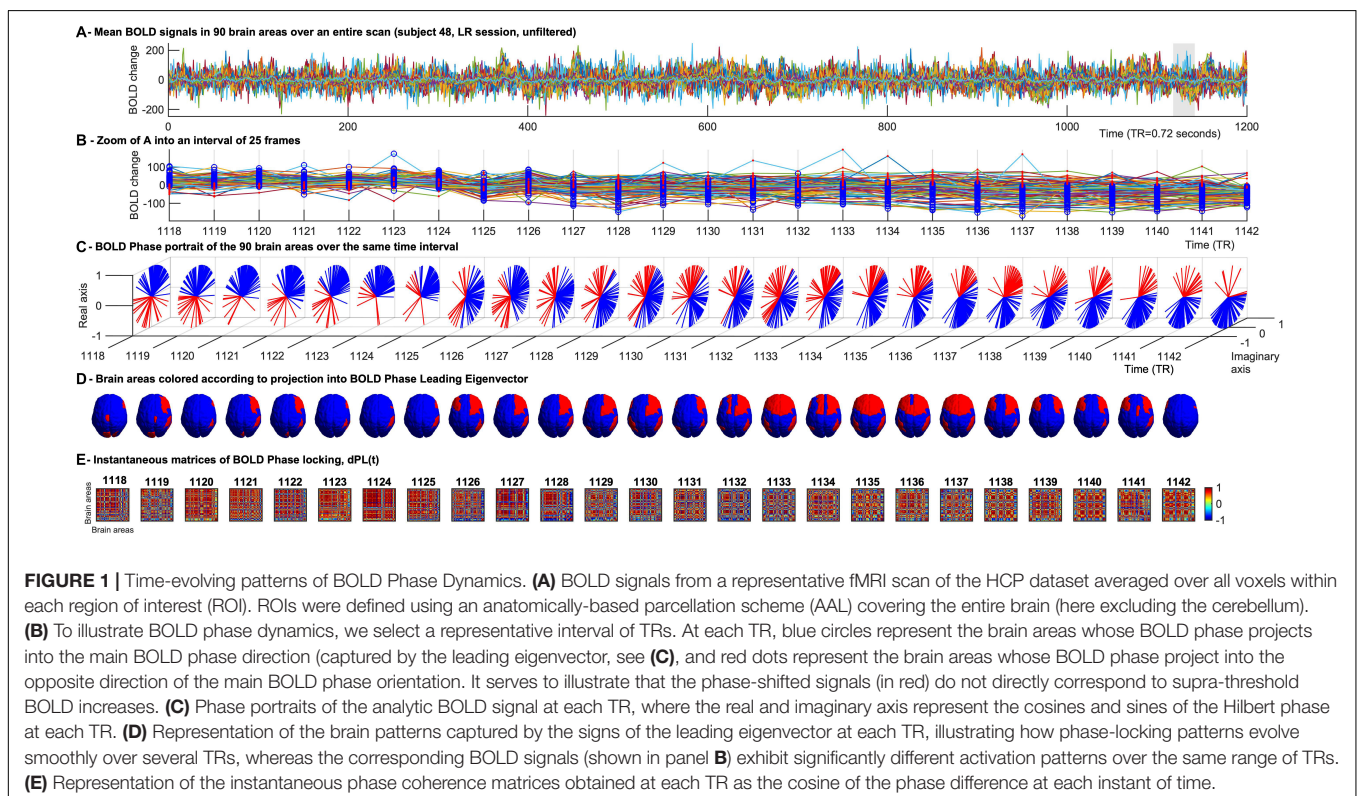 A- Mean BOLD signals in 90 brain areas over an entire scan (subject 48, LR session, unfiltered)
BOLD change
200
0
-200
0
200
400
600
800
1000
1200
Time (TR=0.72 seconds)
B - Zoom of A into an interval of 25 frames
BOLD change
100
0
-100
1118 1119 1120 1121 1122 1123 1124 1125 1126 1127 1128 1129 1130 1131 1132 1133 1134 1135 1136 1137 1138 1139 1140 1141 1142
Time (TR)
C - BOLD Phase portrait of the 90 brain areas over the same time interval
Real axis
1
0
-1
1118 1119 1120 1121 1122 1123 1124 1125 1126 1127 1128 1129 1130 1131 1132 1133 1134 1135 1136 1137 1138 1139 1140 1141 1142
Time (TR)
1
0
-1
Imaginary
axis
D - Brain areas colored according to projection into BOLD Phase Leading Eigenvector
E- Instantaneous matrices of BOLD Phase locking, dPL(t)
1118 1119 1120 1121 1122 1123 1124 1125 1126 1127 1128 1129 1130 1131 1132 1133 1134 1135 1136 1137 1138 1139 1140 1141 1142
Brain areas
Brain areas
1
0
-1
FIGURE 1 | Time-evolving patterns of BOLD Phase Dynamics. (A) BOLD signals from a representative fMRI scan of the HCP dataset averaged over all voxels within
each region of interest (ROI). ROIs were defined using an anatomically-based parcellation scheme (AAL) covering the entire brain (here excluding the cerebellum).
(B) To illustrate BOLD phase dynamics, we select a representative interval of TRs. At each TR, blue circles represent the brain areas whose BOLD phase projects
into the main BOLD phase direction (captured by the leading eigenvector, see (C), and red dots represent the brain areas whose BOLD phase project into the
opposite direction of the main BOLD phase orientation. It serves to illustrate that the phase-shifted signals (in red) do not directly correspond to supra-threshold
BOLD increases. (C) Phase portraits of the analytic BOLD signal at each TR, where the real and imaginary axis represent the cosines and sines of the Hilbert phase
at each TR. (D) Representation of the brain patterns captured by the signs of the leading eigenvector at each TR, illustrating how phase-locking patterns evolve
smoothly over several TRs, whereas the corresponding BOLD signals (shown in panel B) exhibit significantly different activation patterns over the same range of TRs.
(E) Representation of the instantaneous phase coherence matrices obtained at each TR as the cosine of the phase difference at each instant of time.